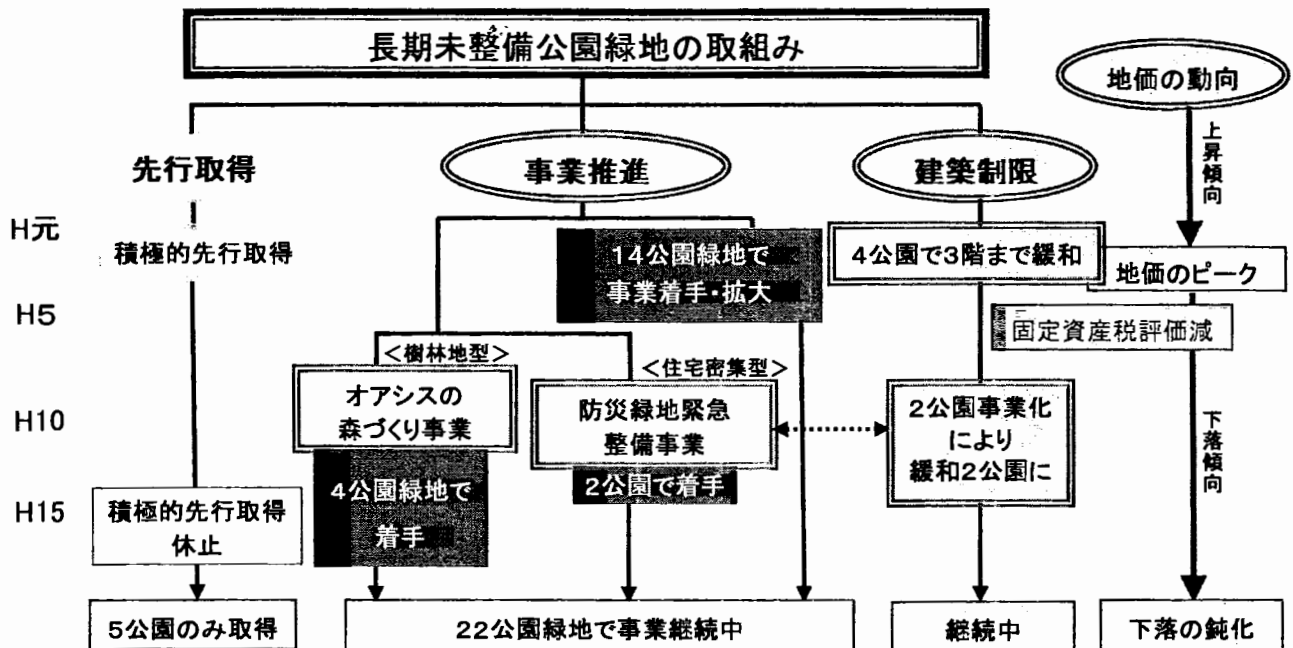 長期未整備公園緑地の取組み
地価の動向
上昇傾向
先行取得
事業推進
建築制限
H元
積極的先行取得
14公園緑地で
事業着手・拡大
4公園で3階まで緩和
地価のピーク
H5
固定資産税評価減
<樹林地型>
<住宅密集型>
オアシスの
森づくり事業
防災緑地緊急
整備事業
2公園事業化
により
緩和2公園に
H10
下落傾向
4公園緑地で
着手
2公園で着手
H15
積極的先行取得
休止
5公園のみ取得
22公園緑地で事業継続中
継続中
下落の鈍化